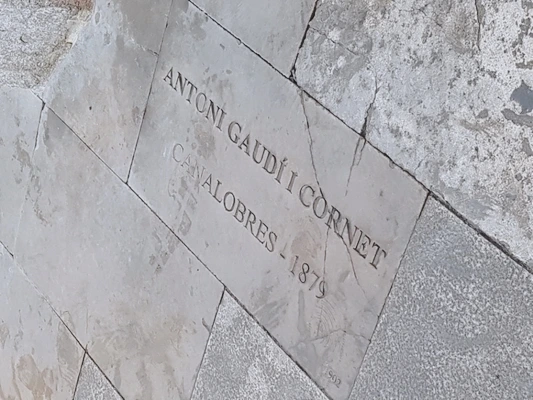 ANTONI GAUDÍ I CORNET
CANALOBRES - 1879